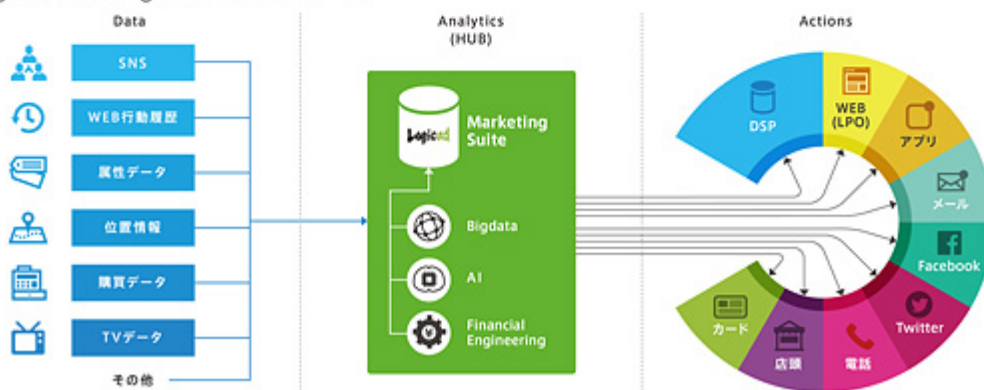 Data
SNS
WEB行動履歴
属性データ
位置情報
購買データ
TVデータ
その他
Analytics
(HUB)
Logicad
Marketing
Suite
Bigdata
AI
Financial
Engineering
Actions
DSP
WEB
(LPO)
アプリ
メール
Facebook
Twitter
電話
店頭
カード